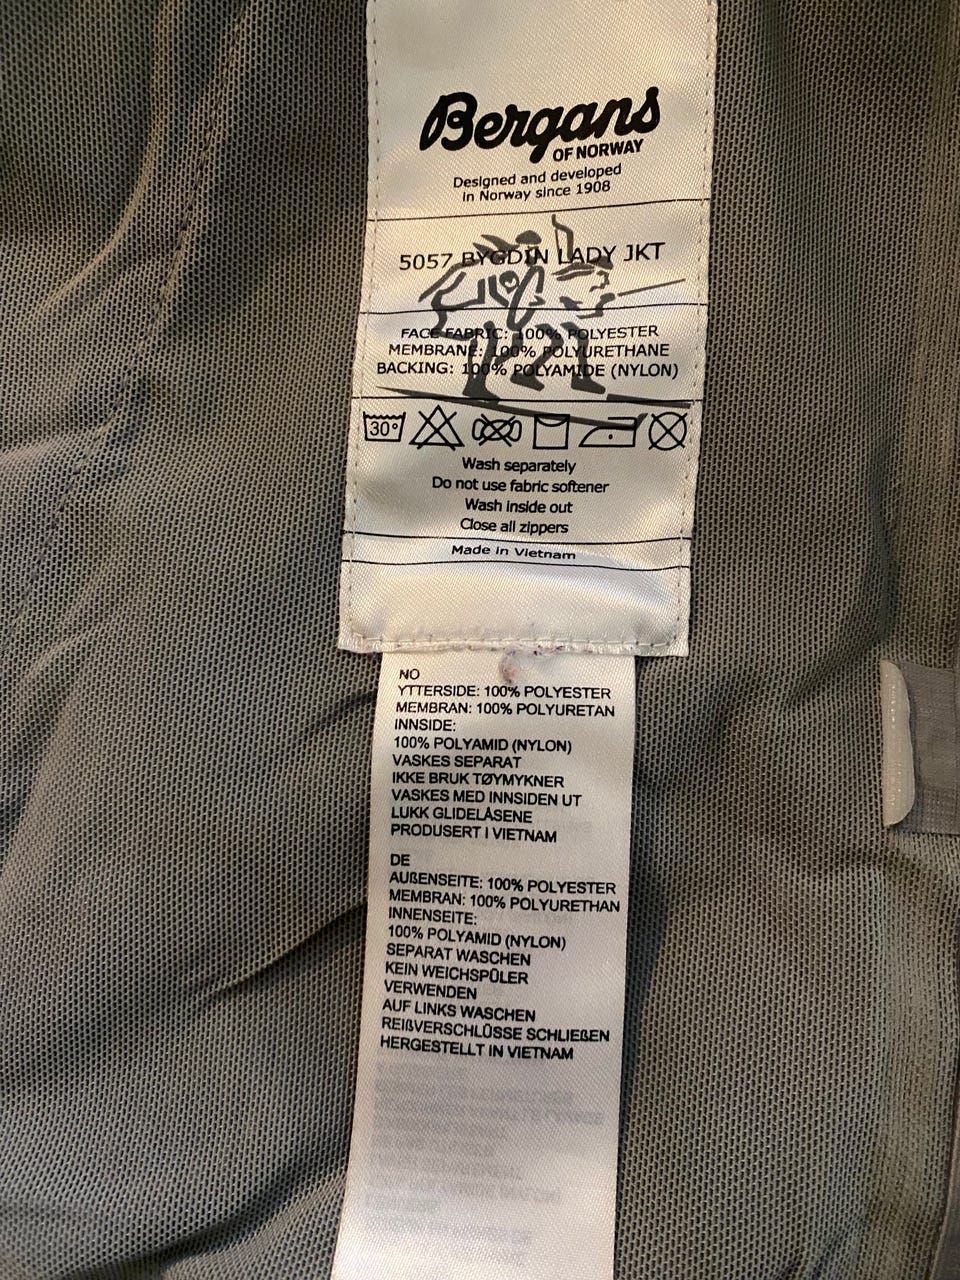 Bergans
OF NORWAY
Designed and developed
in Norway since 1908
5057 BYGDIN LADY JKT
FACE FABRIC: 100% POLYESTER
MEMBRANE: 100% POLYURETHANE
BACKING: 100% POLYAMIDE (NYLON)
30°
Wash separately
Do not use fabric softener
Wash inside out
Close all zippers
Made in Vietnam
NO
YTTERSIDE: 100% POLYESTER
MEMBRAN: 100% POLYURETAN
INNSIDE:
100% POLYAMID (NYLON)
VASKES SEPARAT
IKKE BRUK TØYMYKNER
VASKES MED INNSIDEN UT
LUKK GLIDELÅSENE
PRODUSERT I VIETNAM
DE
AUßENSEITE: 100% POLYESTER
MEMBRAN: 100% POLYURETHAN
INNENSEITE:
100% POLYAMID (NYLON)
SEPARAT WASCHEN
KEIN WEICHSPÜLER
VERWENDEN
AUF LINKS WASCHEN
REIßVERSCHLÜSSE SCHLIEßEN
HERGESTELLT IN VIETNAM